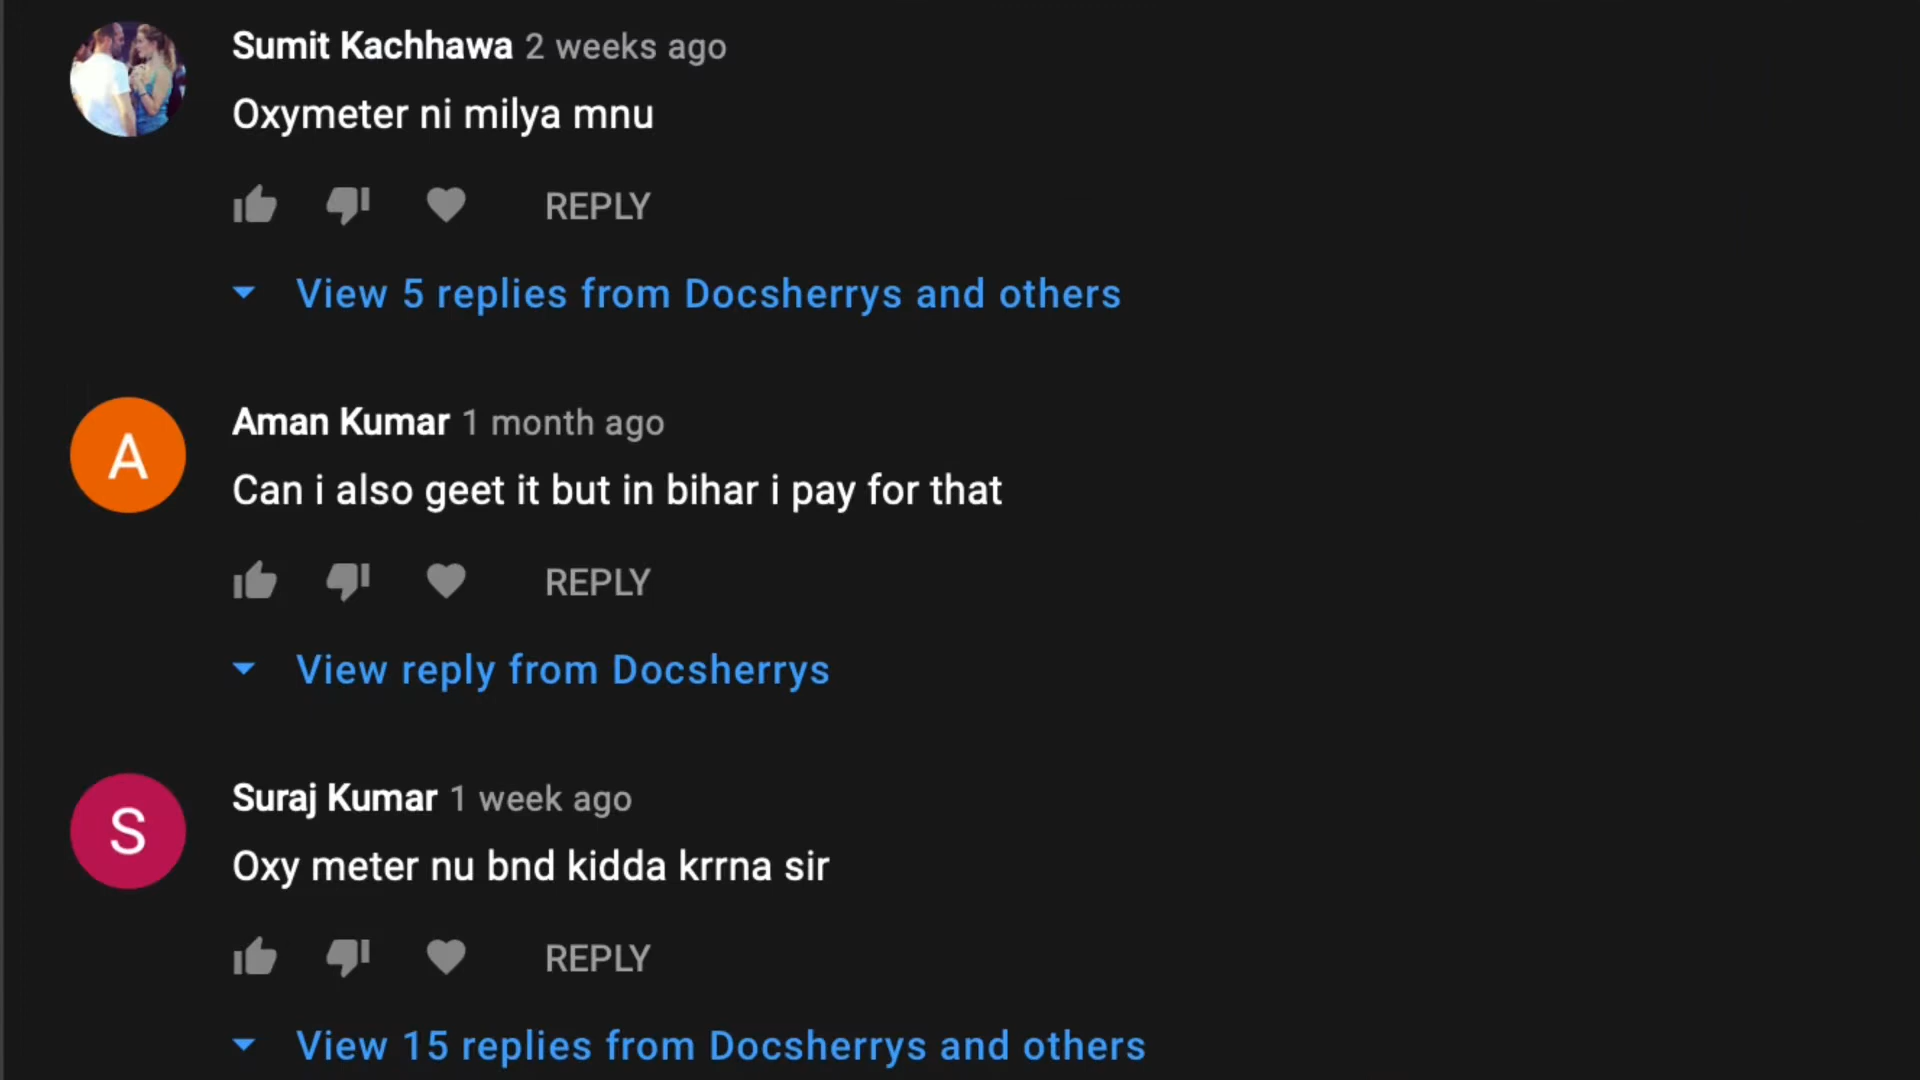 Sumit Kachhawa 2 weeks ago
Oxymeter ni milya mnu
REPLY
View 5 replies from Docsherrys and others
A
Aman Kumar 1 month ago
Can i also geet it but in bihar i pay for that
REPLY
View reply from Docsherrys
S
Suraj Kumar 1 week ago
Oxy meter nu bnd kidda krrna sir
REPLY
View 15 replies from Docsherrys and others